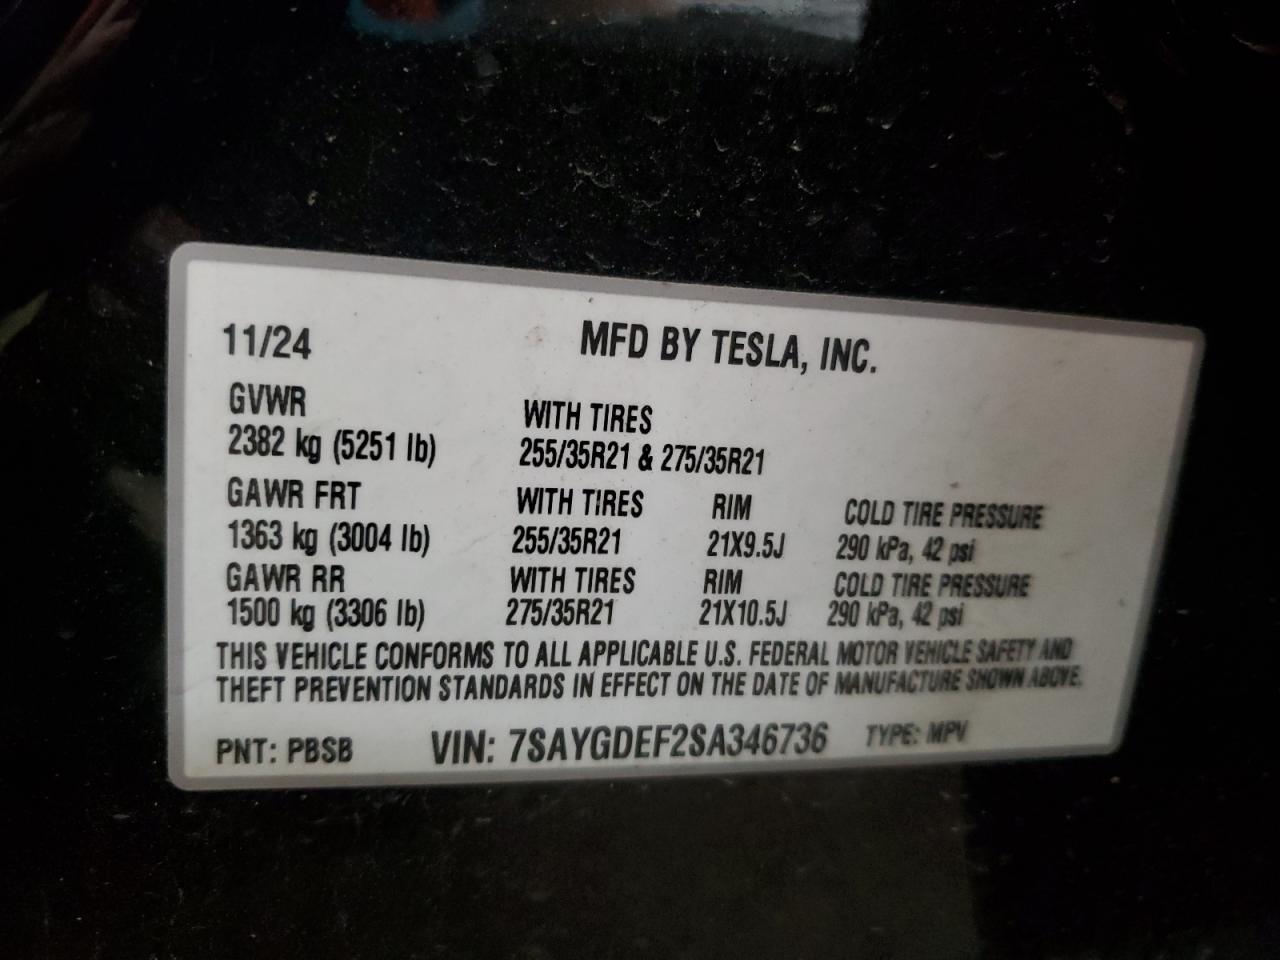 11/24 MFD BY TESLA, INC.
GVWR WITH TIRES
2382 kg (5251 lb) 255/35R21 & 275/35R21
GAWR FRT WITH TIRES RIM COLD TIRE PRESSURE
1363 kg (3004 lb) 255/35R21 21X9.5J 290 kPa, 42 psi
GAWR RR WITH TIRES RIM COLD TIRE PRESSURE
1500 kg (3306 lb) 275/35R21 21X10.5J 290 kPa, 42 psi
THIS VEHICLE CONFORMS TO ALL APPLICABLE U.S. FEDERAL MOTOR VEHICLE SAFETY AND
THEFT PREVENTION STANDARDS IN EFFECT ON THE DATE OF MANUFACTURE SHOWN ABOVE.
PNT: PBSB VIN: 7SAYGDEF2SA346736 TYPE: MPV